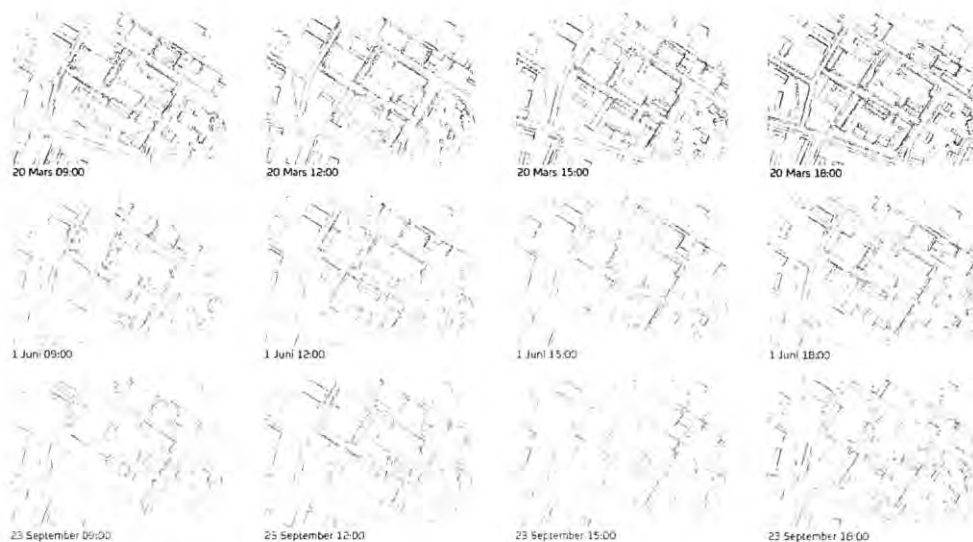 20 Mars 09:00
20 Mars 12:00
20 Mars 15:00
20 Mars 18:00
1 Juni 09:00
1 Juni 12:00
1 Juni 15:00
1 Juni 18:00
23 September 09:00
23 September 12:00
23 September 15:00
23 September 18:00